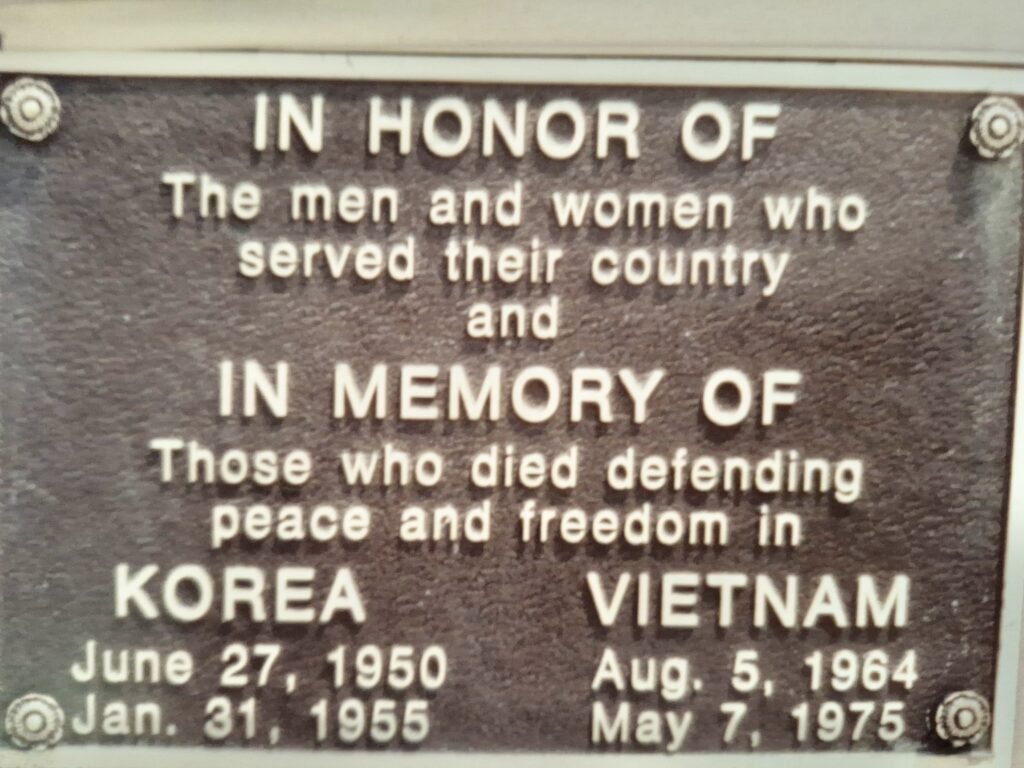 IN HONOR OF
The men and women who
served their country
and
IN MEMORY OF
Those who died defending
peace and freedom in
KOREA VIETNAM
June 27, 1950 Aug. 5, 1964
Jan. 31, 1955 May 7, 1975